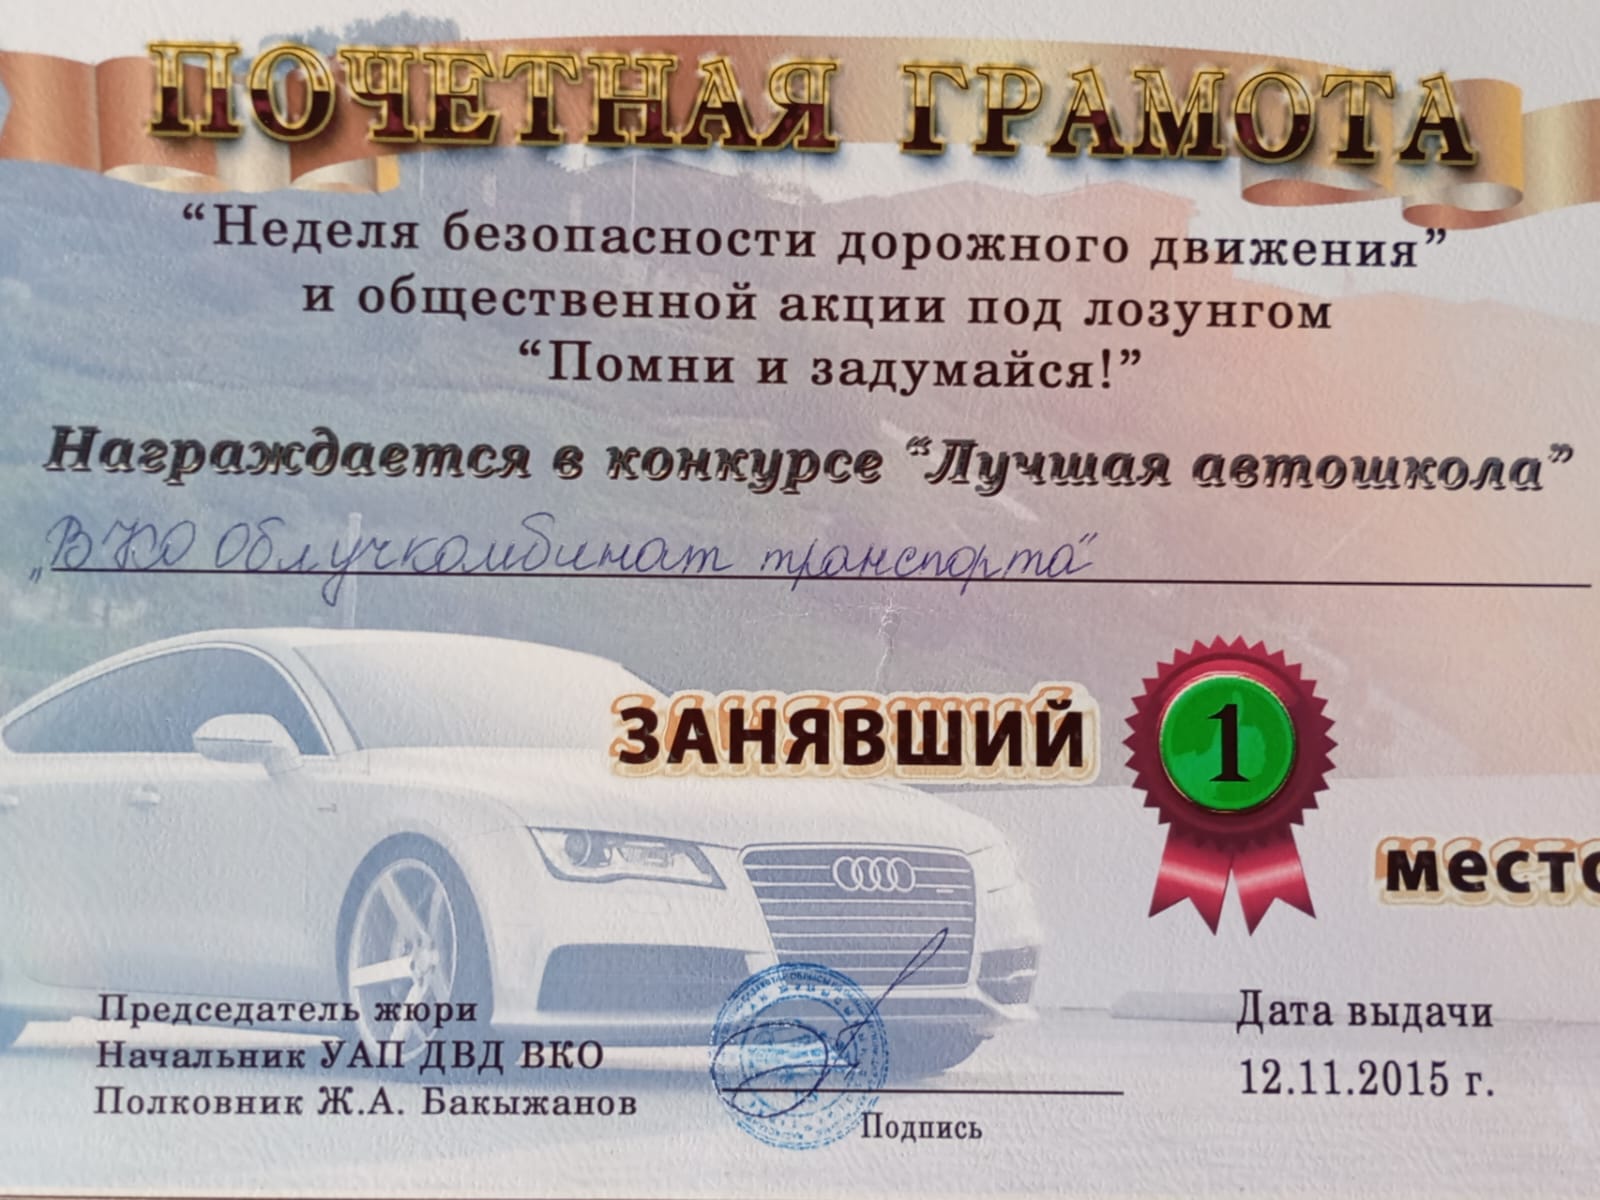 ПОЧЕТНАЯ ГРАМОТА
“Неделя безопасности дорожного движения”
и общественной акции под лозунгом
“Помни и задумайся!”
Награждается в конкурсе “Лучшая автошкола”
„ВКО Облучкомбинат транспорта“
ЗАНЯВШИЙ
1
место
Председатель жюри
Начальник УАП ДВД ВКО
Полковник Ж.А. Бакыжанов
Подпись
Дата выдачи
12.11.2015 г.